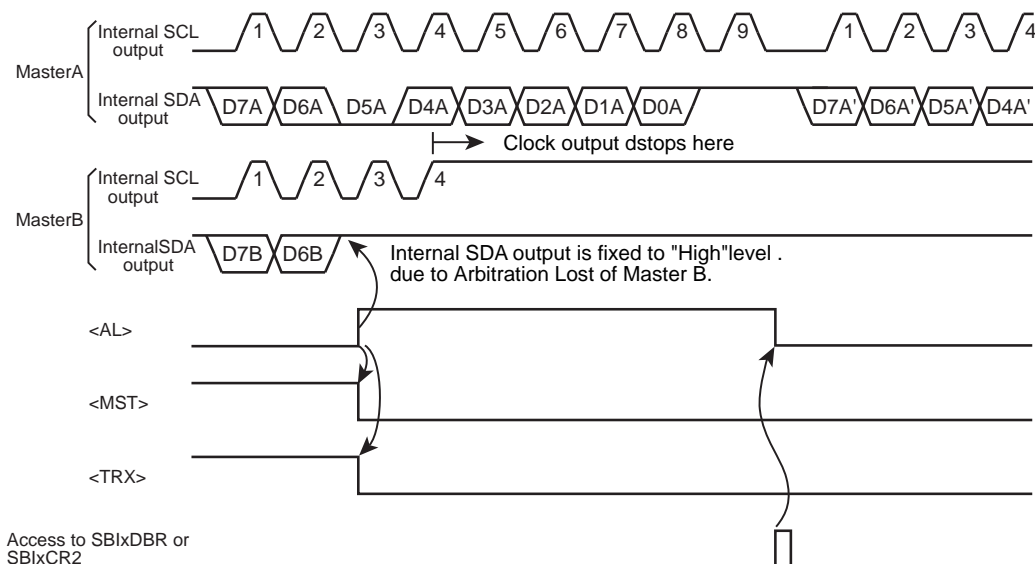 Internal SCL
output
1 2 3 4 5 6 7 8 9 1 2 3 4
MasterA
Internal SDA
output
D7A D6A D5A D4A D3A D2A D1A D0A D7A' D6A' D5A' D4A'
Clock output dstops here
Internal SCL
output
1 2 3 4
MasterB
InternalSDA
output
D7B D6B
Internal SDA output is fixed to "High"level .
due to Arbitration Lost of Master B.
<AL>
<MST>
<TRX>
Access to SBIxDBR or
SBIxCR2